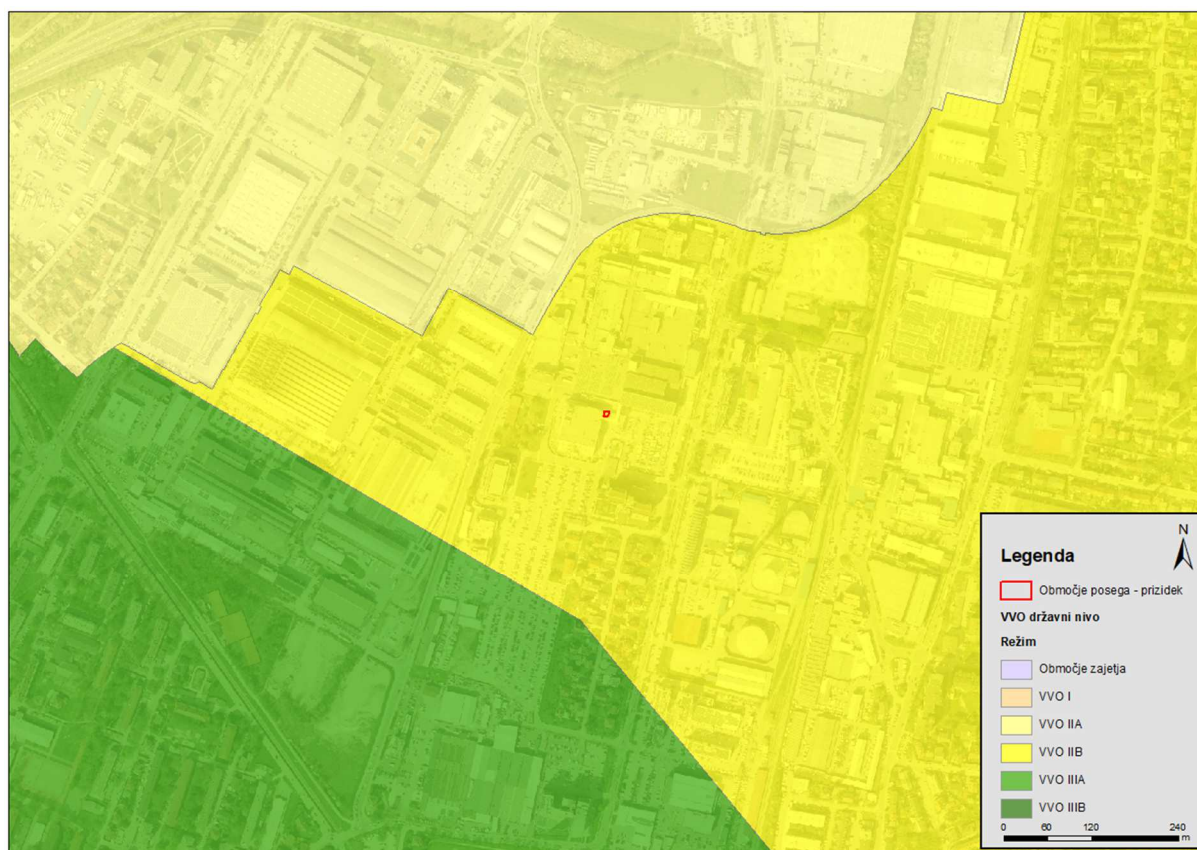 N
Legenda
Območje posega - prizidek
VVO državni nivo
Režim
Območje zajetja
VVO I
VVO IIA
VVO IIB
VVO IIIA
VVO IIIB
0 60 120 240
m